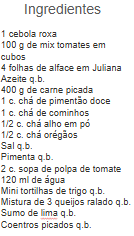 Ingredientes
1 cebola roxa
100 g de mix tomates em
cubos
4 folhas de alface em Juliana
Azeite q.b.
400 g de carne picada
1 c. chá de pimentão doce
1 c. chá de cominhos
1/2 c. chá alho em pó
1/2 c. chá orégãos
Sal q.b.
Pimenta q.b.
2 c. sopa de polpa de tomate
120 ml de água
Mini tortilhas de trigo q.b.
Mistura de 3 queijos ralado q.b.
Sumo de lima q.b.
Coentros picados q.b.